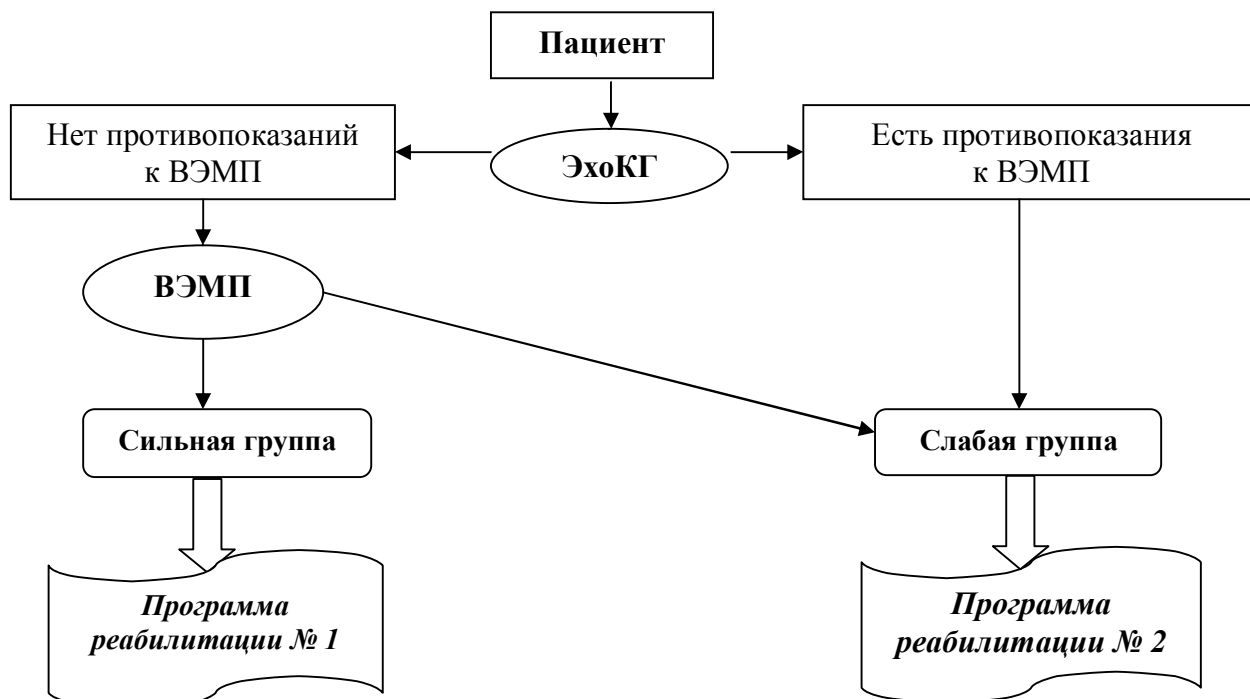 Пациент
Нет противопоказаний
к ВЭМП
ЭхоКГ
Есть противопоказания
к ВЭМП
ВЭМП
Сильная группа
Слабая группа
Программа
реабилитации № 1
Программа
реабилитации № 2